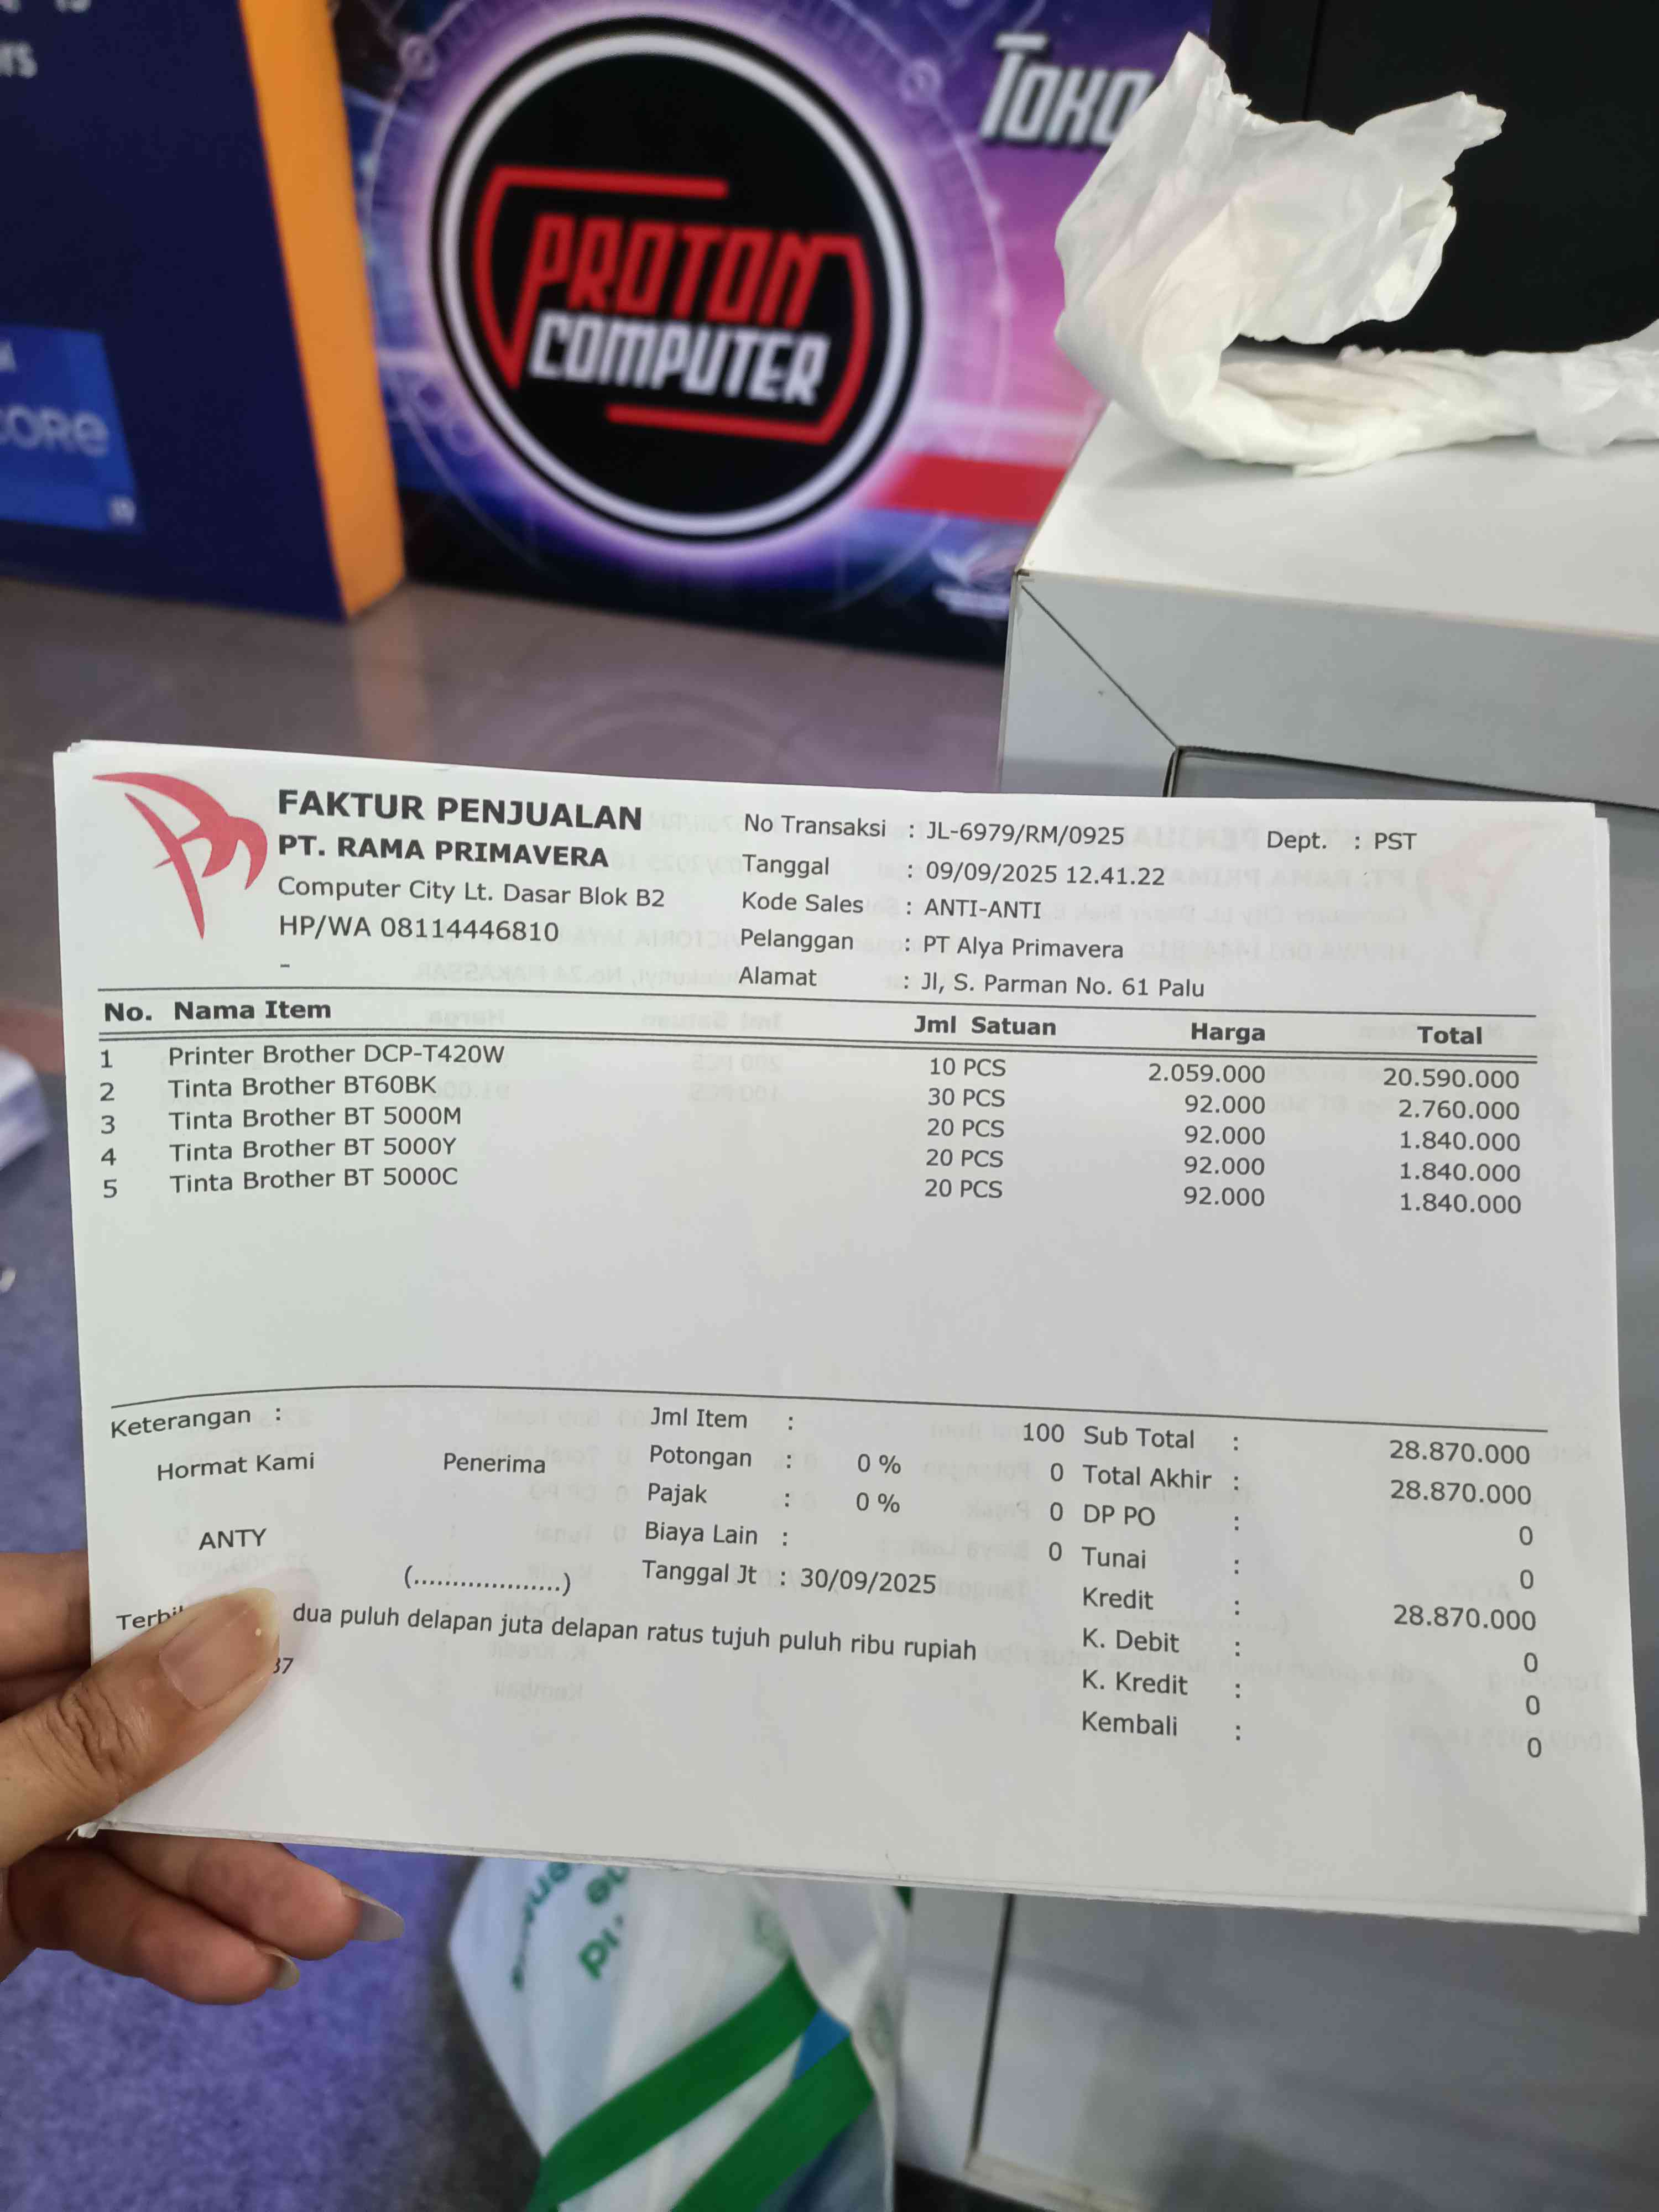 TOKO
PROTON
COMPUTER
CORe
FAKTUR PENJUALAN
PT. RAMA PRIMAVERA
Computer City Lt. Dasar Blok B2
HP/WA 08114446810
-
No Transaksi : JL-6979/RM/0925 Dept. : PST
Tanggal : 09/09/2025 12.41.22
Kode Sales : ANTI-ANTI
Pelanggan : PT Alya Primavera
Alamat : Jl, S. Parman No. 61 Palu
No. Nama Item Jml Satuan Harga Total
1 Printer Brother DCP-T420W 10 PCS 2.059.000 20.590.000
2 Tinta Brother BT60BK 30 PCS 92.000 2.760.000
3 Tinta Brother BT 5000M 20 PCS 92.000 1.840.000
4 Tinta Brother BT 5000Y 20 PCS 92.000 1.840.000
5 Tinta Brother BT 5000C 20 PCS 92.000 1.840.000
Keterangan :
Hormat Kami Penerima
ANTY
(...................)
Jml Item : 100
Potongan : 0 % 0
Pajak : 0 % 0
Biaya Lain : 0
Tanggal Jt : 30/09/2025
Sub Total : 28.870.000
Total Akhir : 28.870.000
DP PO : 0
Tunai : 0
Kredit : 28.870.000
K. Debit : 0
K. Kredit : 0
Kembali : 0
dua puluh delapan juta delapan ratus tujuh puluh ribu rupiah
37